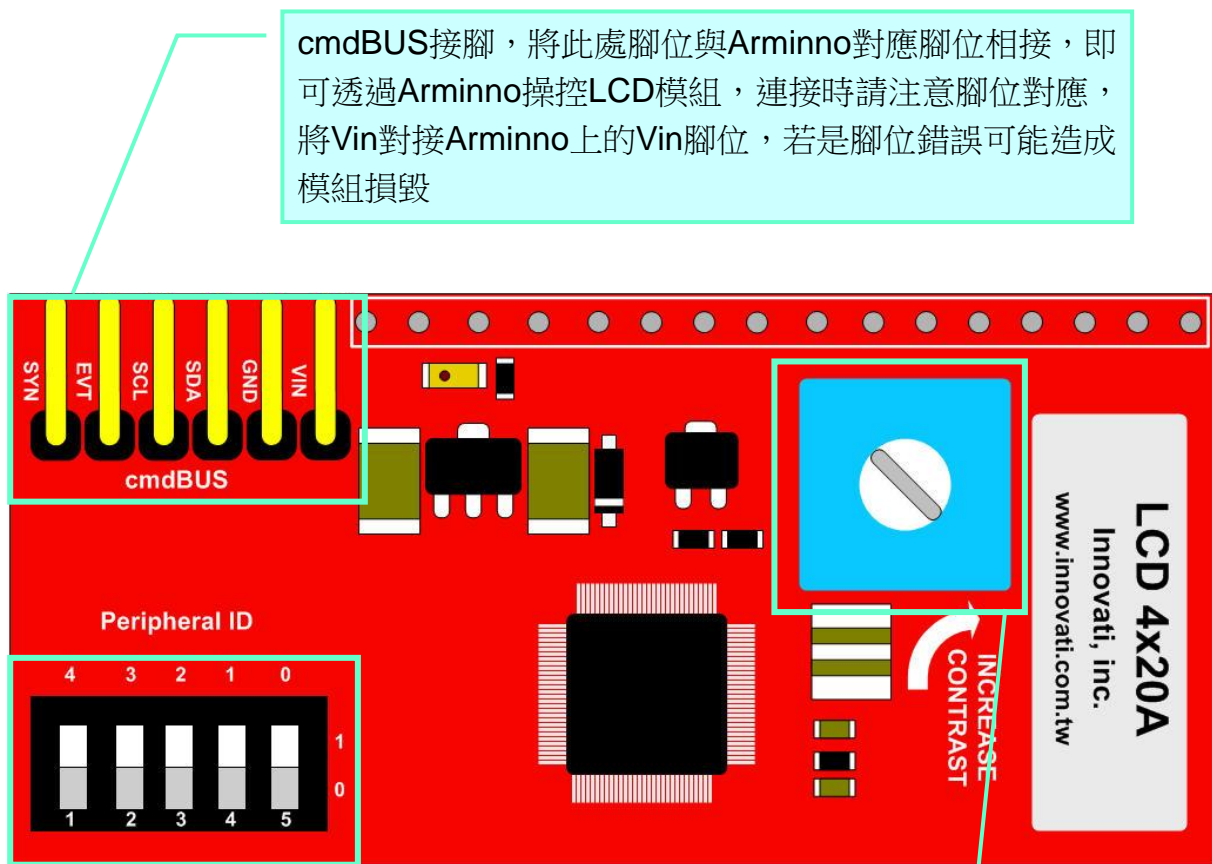 cmdBUS接腳，將此處腳位與Arminno對應腳位相接，即
可透過Arminno操控LCD模組，連接時請注意腳位對應，
將Vin對接Arminno上的Vin腳位，若是腳位錯誤可能造成
模組損毀
SYN EVT SCL SDA GND VIN
cmdBUS
Peripheral ID
4 3 2 1 0
1
0
1 2 3 4 5
INCREASE
CONTRAST
LCD 4x20A
Innovati, inc.
www.innovati.com.tw